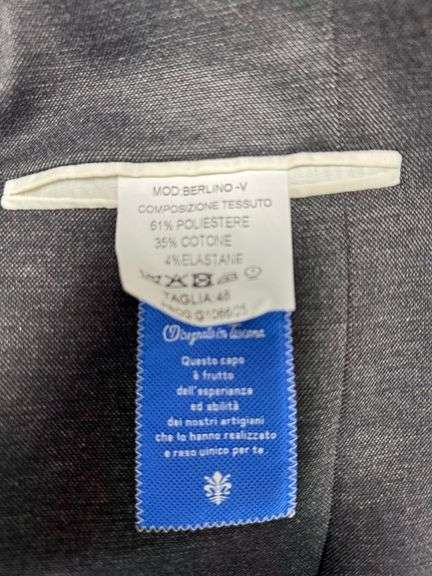 MOD.BERLINO-V
COMPOSIZIONE TESSUTO
61% POLIESTERE
35% COTONE
4% ELASTANE
TAGLIA:48
Disegnato in Toscana
Questo capo
è frutto
dell'esperienza
ed abilità
dei nostri artigiani
che lo hanno realizzato
e reso uinico per te.